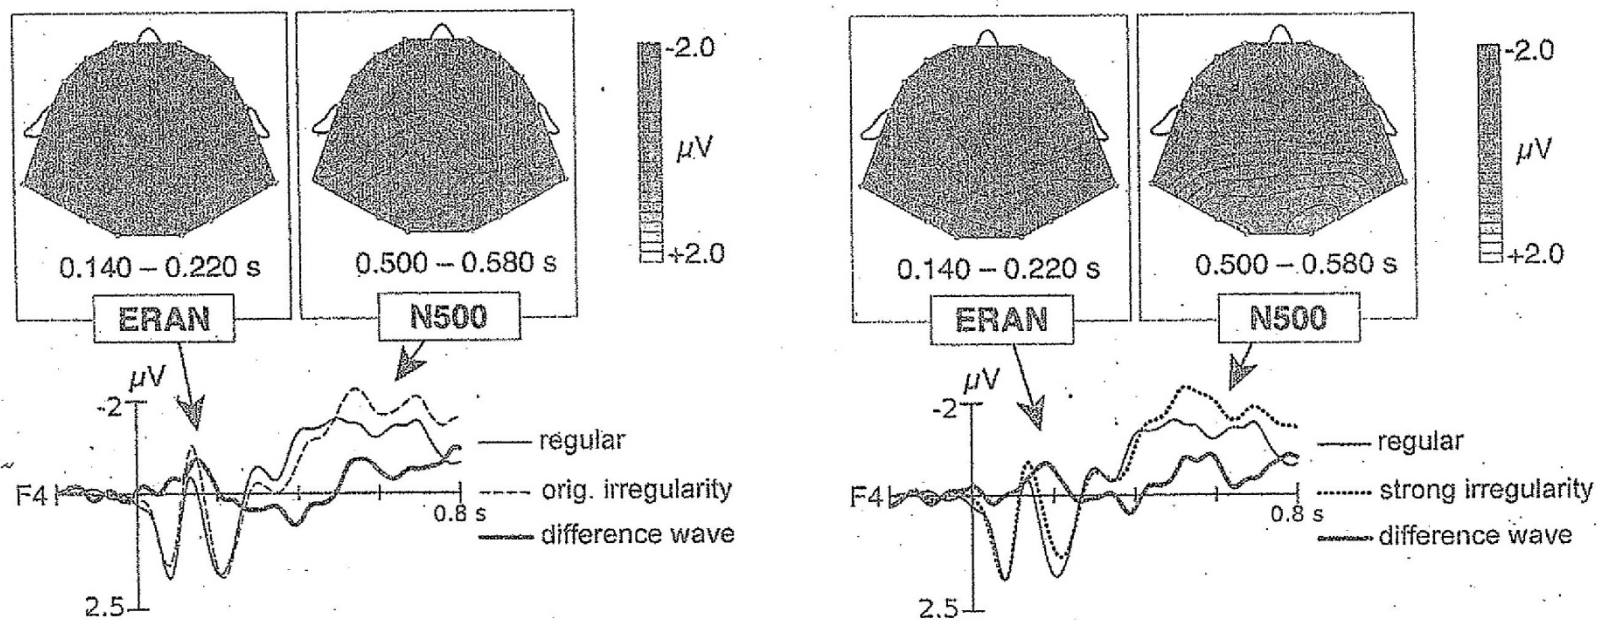 -2.0
μV
+2.0
0.140 – 0.220 s
0.500 – 0.580 s
ERAN
N500
μV
-2
F4
0.8 s
2.5
regular
orig. irregularity
difference wave
-2.0
μV
+2.0
0.140 – 0.220 s
0.500 – 0.580 s
ERAN
N500
μV
-2
F4
0.8 s
2.5
regular
strong irregularity
difference wave